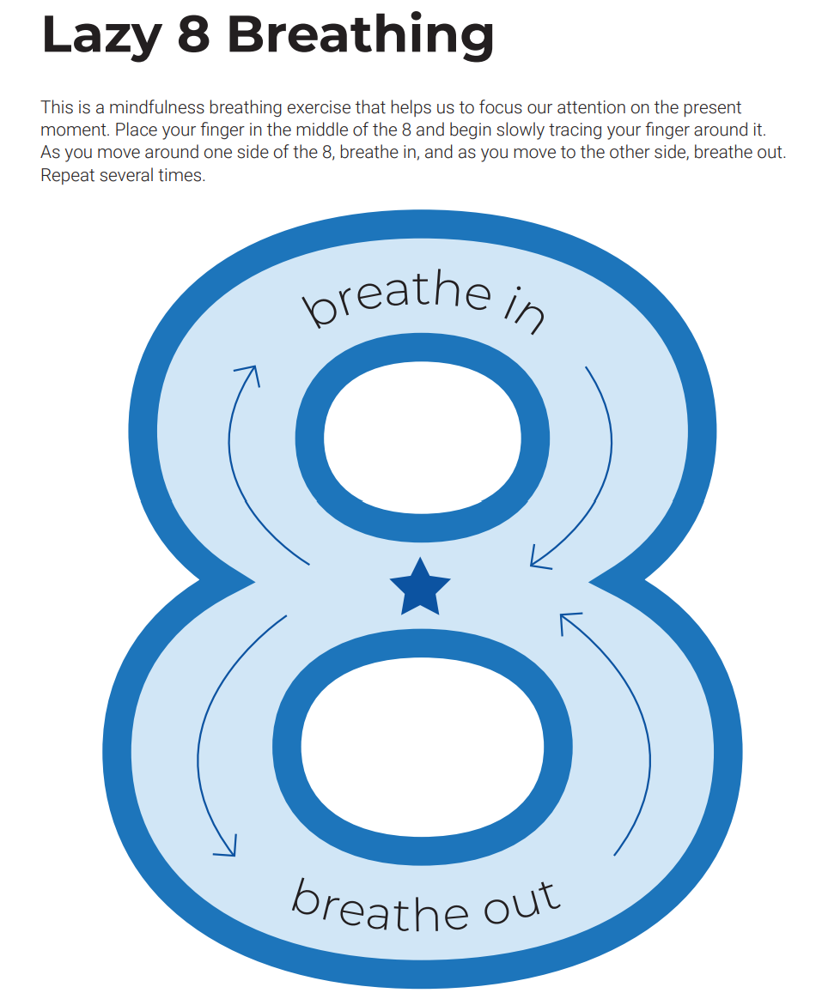 Lazy 8 Breathing
This is a mindfulness breathing exercise that helps us to focus our attention on the present
moment. Place your finger in the middle of the 8 and begin slowly tracing your finger around it.
As you move around one side of the 8, breathe in, and as you move to the other side, breathe out.
Repeat several times.
breathe in
breathe out